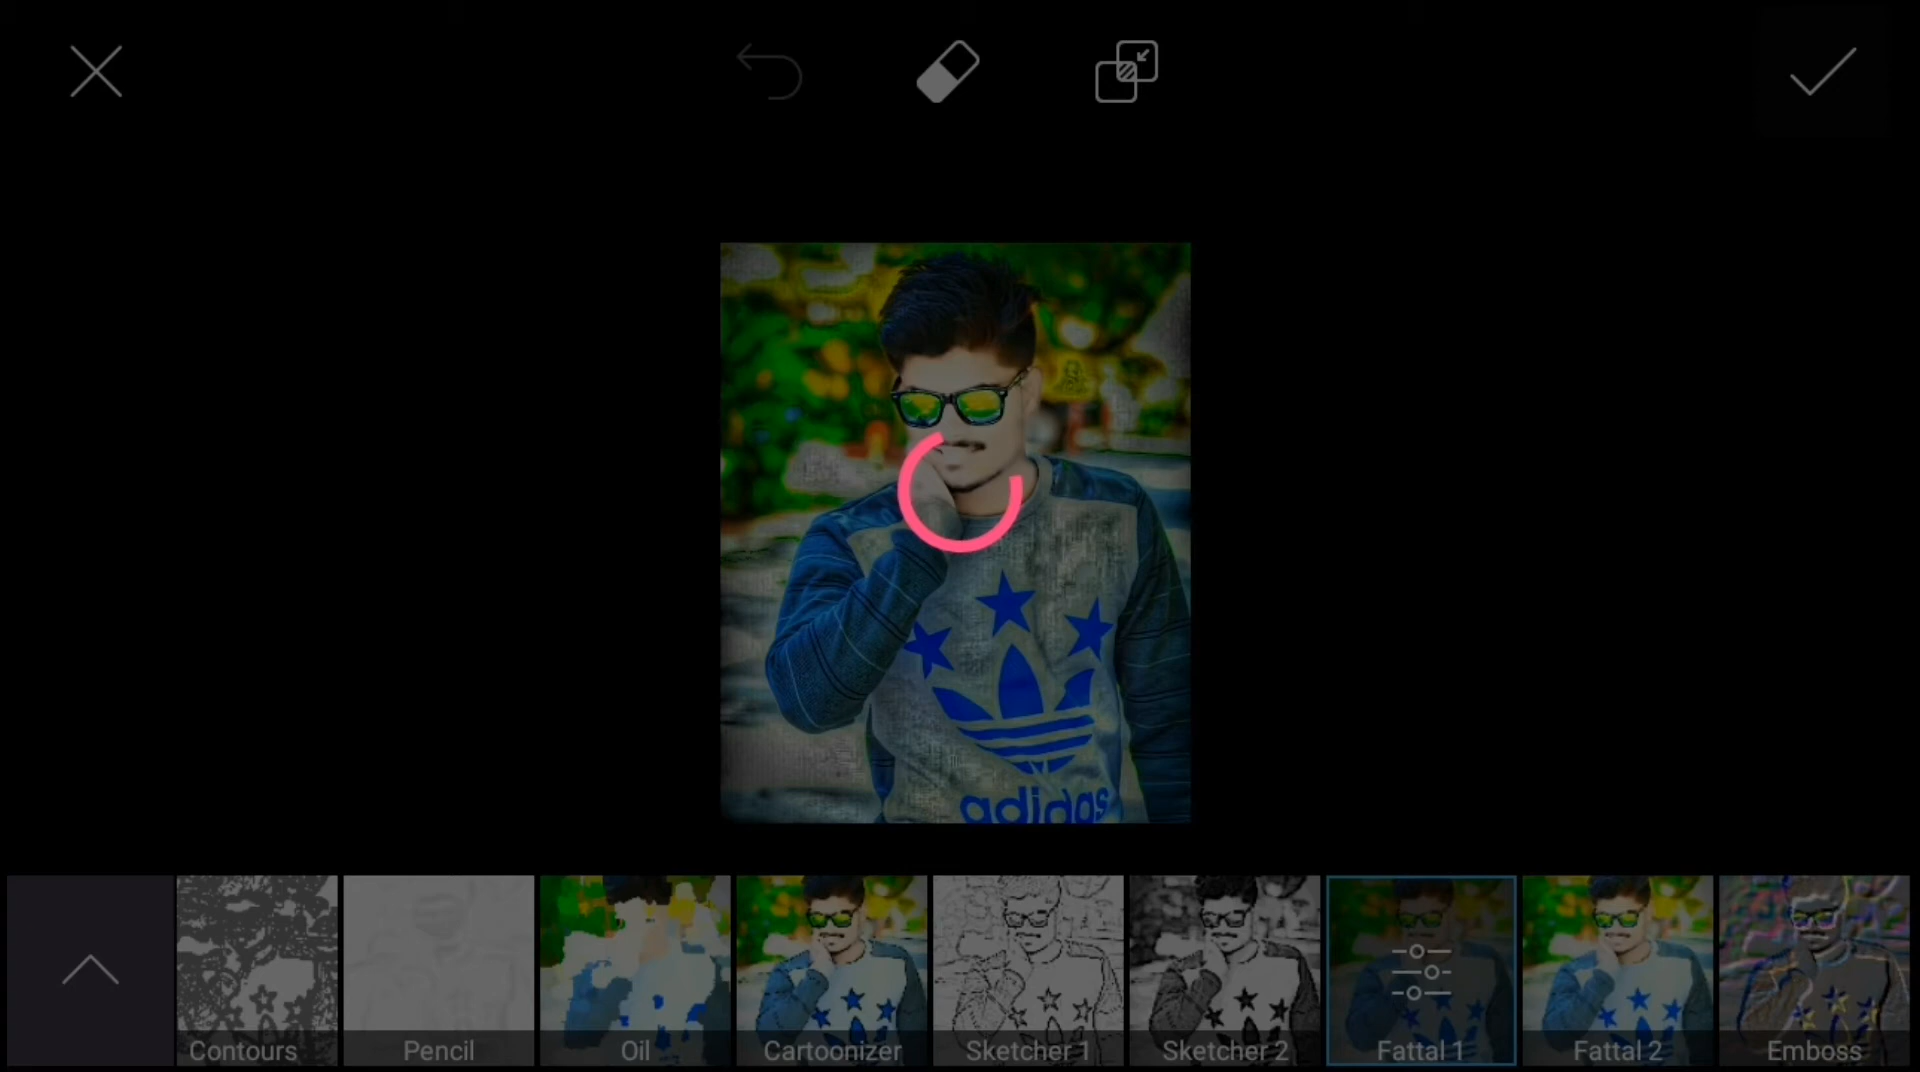 adidas
Contours
Pencil
Oil
Cartoonizer
Sketcher 1
Sketcher 2
Fattal 1
Fattal 2
Emboss